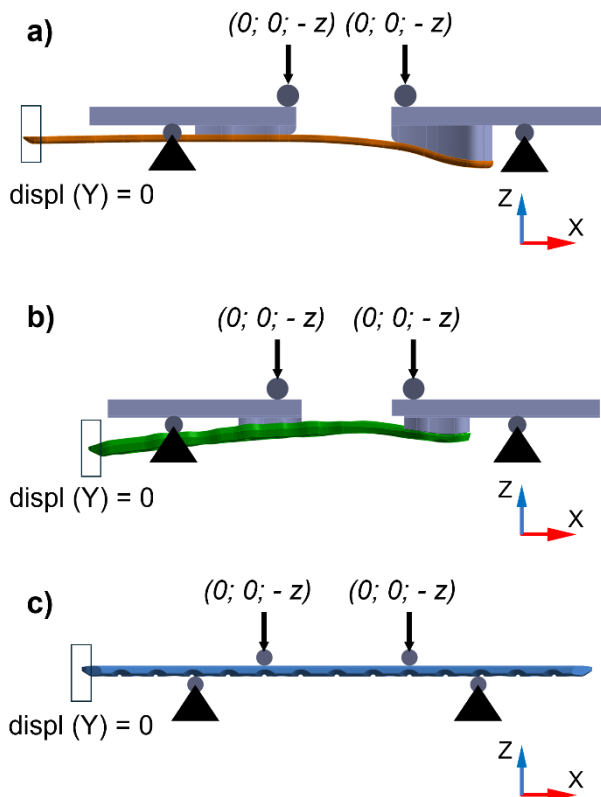 a)
(0; 0; - z) (0; 0; - z)
displ (Y) = 0
Z
X
b)
(0; 0; - z) (0; 0; - z)
displ (Y) = 0
Z
X
c)
(0; 0; - z) (0; 0; - z)
displ (Y) = 0
Z
X